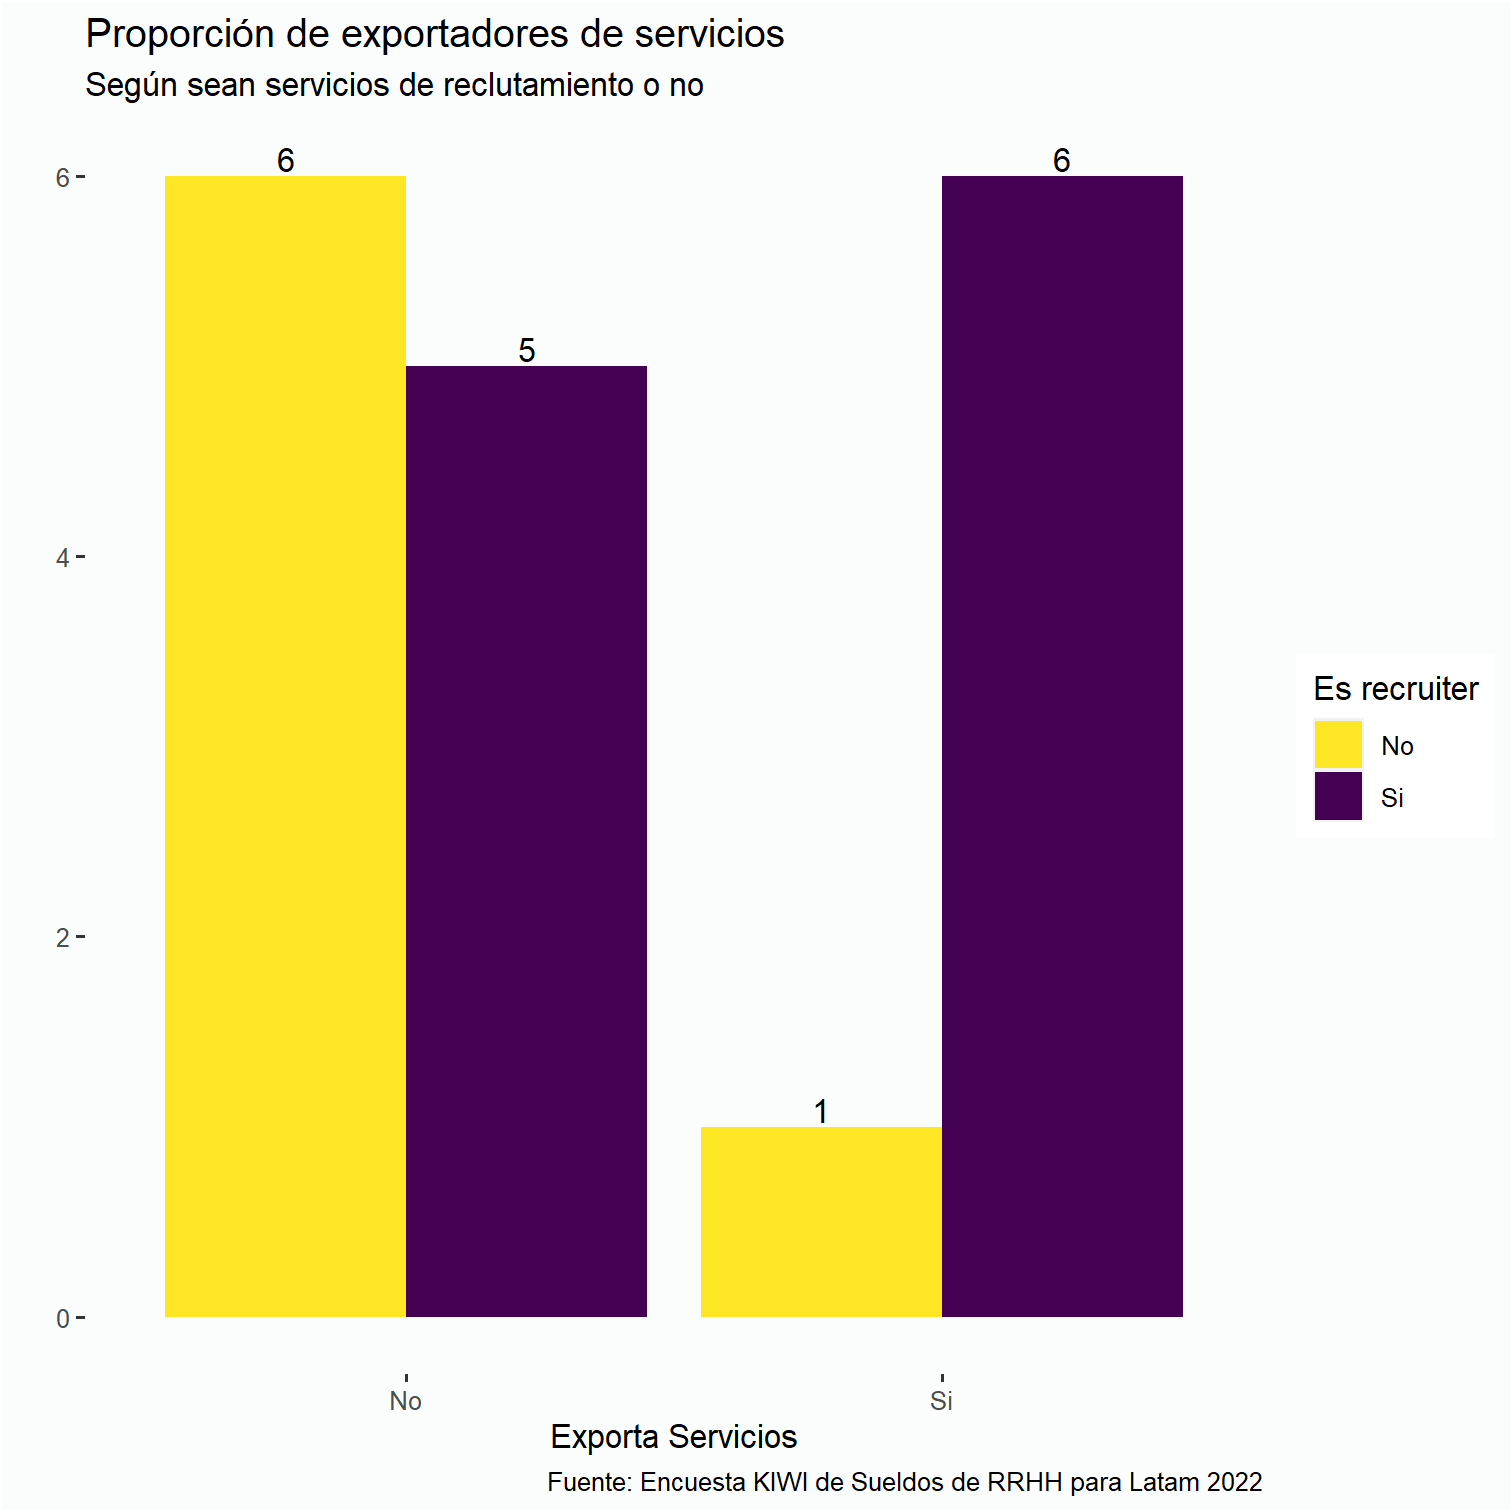 Proporción de exportadores de servicios
Según sean servicios de reclutamiento o no
6
6
6
5
4
2
1
0
Es recruiter
No
Si
No
Si
Exporta Servicios
Fuente: Encuesta KIWI de Sueldos de RRHH para Latam 2022